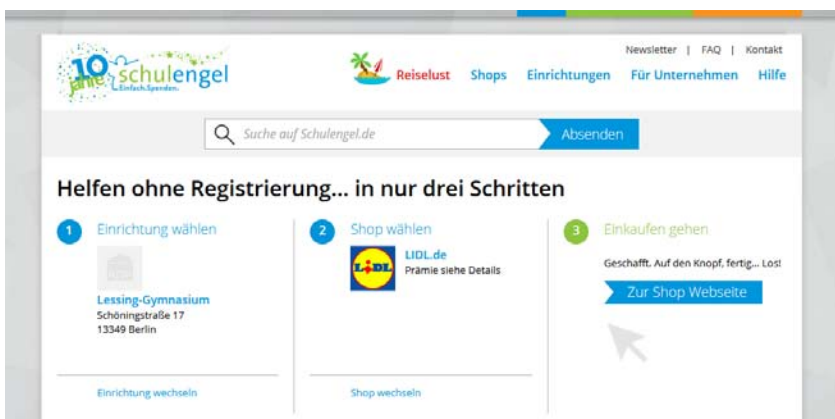 10 Jahre
schulengel
Einfach.Spenden.
Newsletter | FAQ | Kontakt
Reiselust Shops Einrichtungen Für Unternehmen Hilfe
Suche auf Schulengel.de Absenden
Helfen ohne Registrierung... in nur drei Schritten
1 Einrichtung wählen
Lessing-Gymnasium
Schöningstraße 17
13349 Berlin
Einrichtung wechseln
2 Shop wählen
LIDL
LIDL.de
Prämie siehe Details
Shop wechseln
3 Einkaufen gehen
Geschafft. Auf den Knopf, fertig... Los!
Zur Shop Webseite